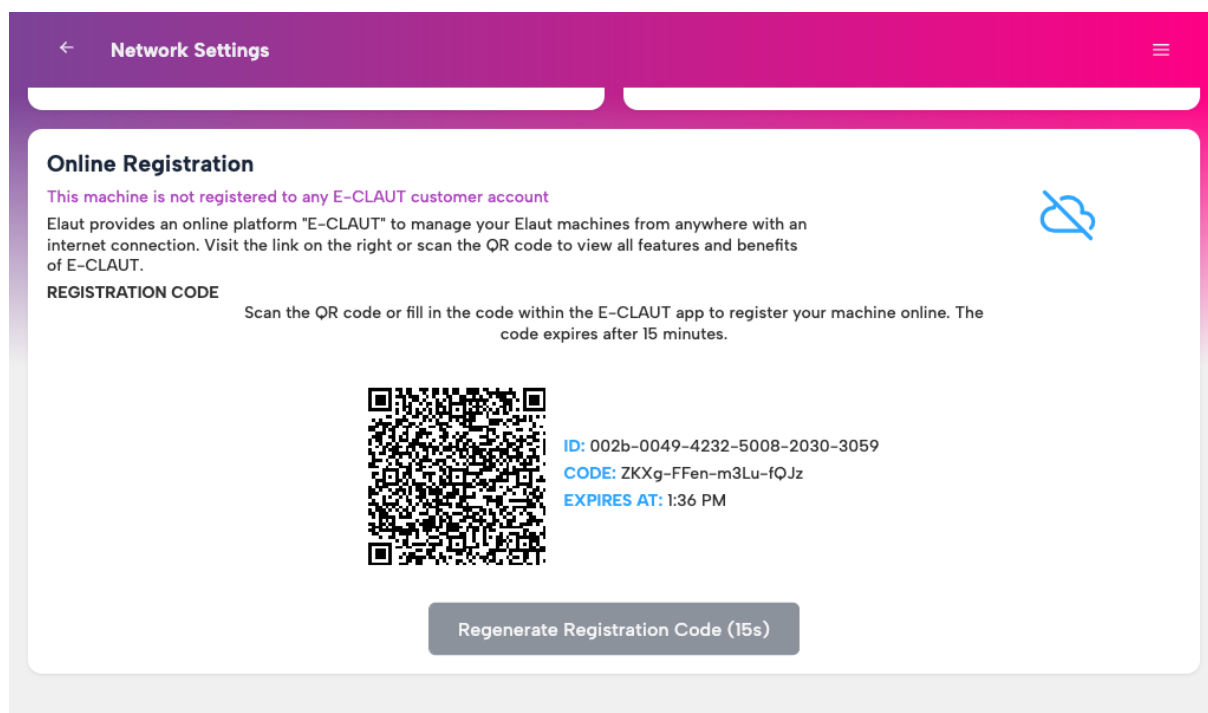 Network Settings
Online Registration
This machine is not registered to any E-CLAUT customer account
Elaut provides an online platform "E-CLAUT" to manage your Elaut machines from anywhere with an
internet connection. Visit the link on the right or scan the QR code to view all features and benefits
of E-CLAUT.
REGISTRATION CODE
Scan the QR code or fill in the code within the E-CLAUT app to register your machine online. The
code expires after 15 minutes.
ID: 002b-0049-4232-5008-2030-3059
CODE: ZKXg-FFen-m3Lu-fQJz
EXPIRES AT: 1:36 PM
Regenerate Registration Code (15s)